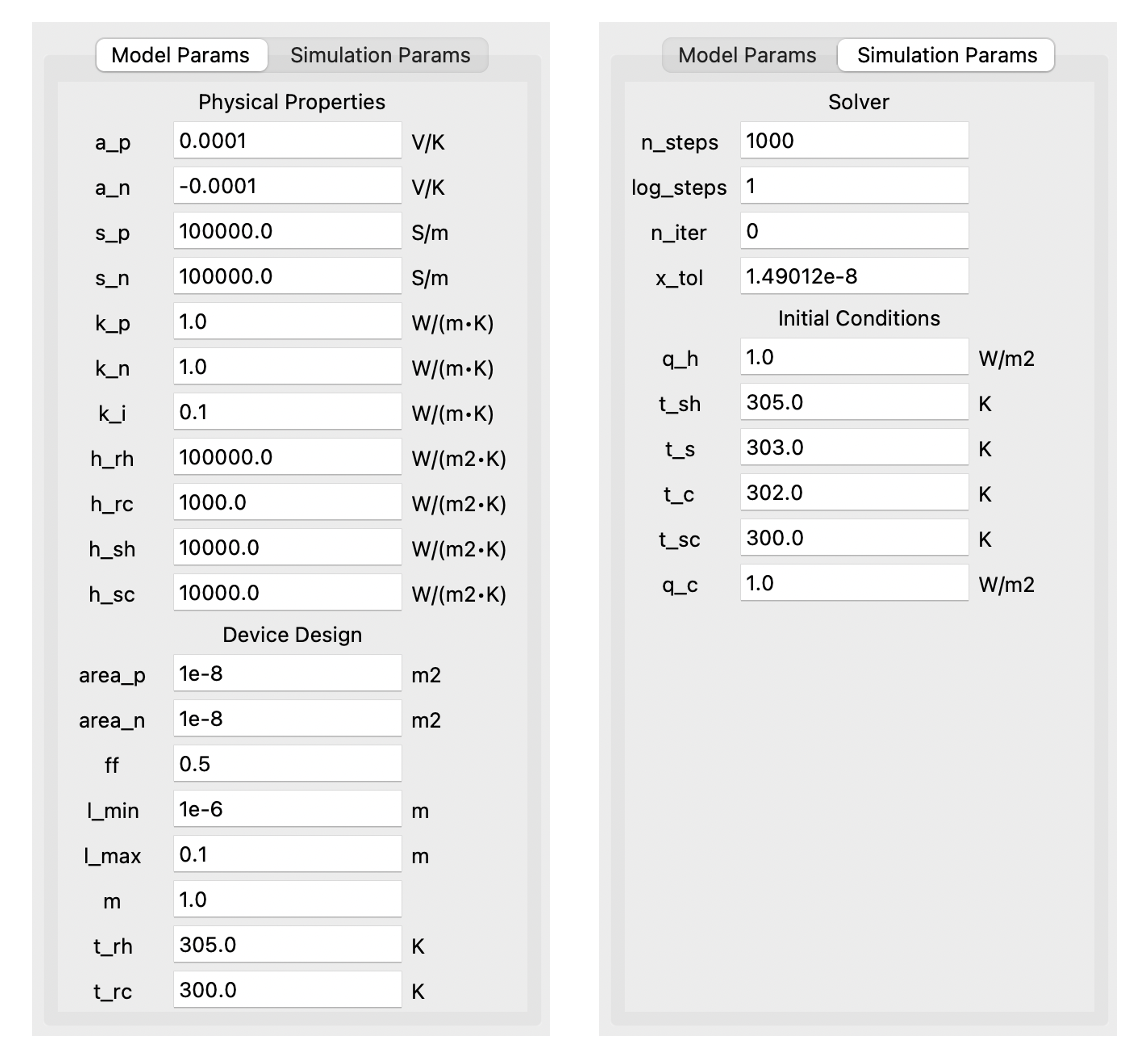 Model Params Simulation Params
Physical Properties
a_p 0.0001 V/K
a_n -0.0001 V/K
s_p 100000.0 S/m
s_n 100000.0 S/m
k_p 1.0 W/(m•K)
k_n 1.0 W/(m•K)
k_i 0.1 W/(m•K)
h_rh 100000.0 W/(m2•K)
h_rc 1000.0 W/(m2•K)
h_sh 10000.0 W/(m2•K)
h_sc 10000.0 W/(m2•K)
Device Design
area_p 1e-8 m2
area_n 1e-8 m2
ff 0.5
l_min 1e-6 m
l_max 0.1 m
m 1.0
t_rh 305.0 K
t_rc 300.0 K
Model Params Simulation Params
Solver
n_steps 1000
log_steps 1
n_iter 0
x_tol 1.49012e-8
Initial Conditions
q_h 1.0 W/m2
t_sh 305.0 K
t_s 303.0 K
t_c 302.0 K
t_sc 300.0 K
q_c 1.0 W/m2